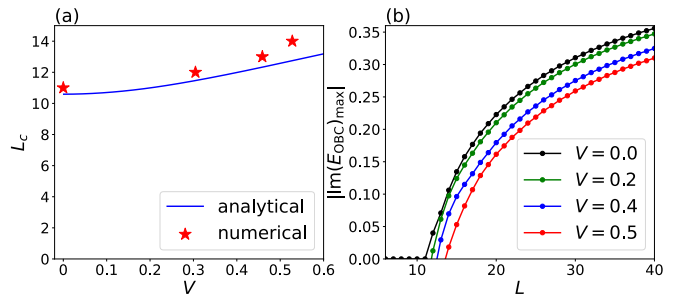 (a)
14
12
10
8
6
4
2
0
L_c
0.0
0.1
0.2
0.3
0.4
0.5
0.6
V
analytical
numerical
(b)
0.35
0.30
0.25
0.20
0.15
0.10
0.05
0.00
|Im(E_OBC)_max|
10
20
30
40
L
V = 0.0
V = 0.2
V = 0.4
V = 0.5